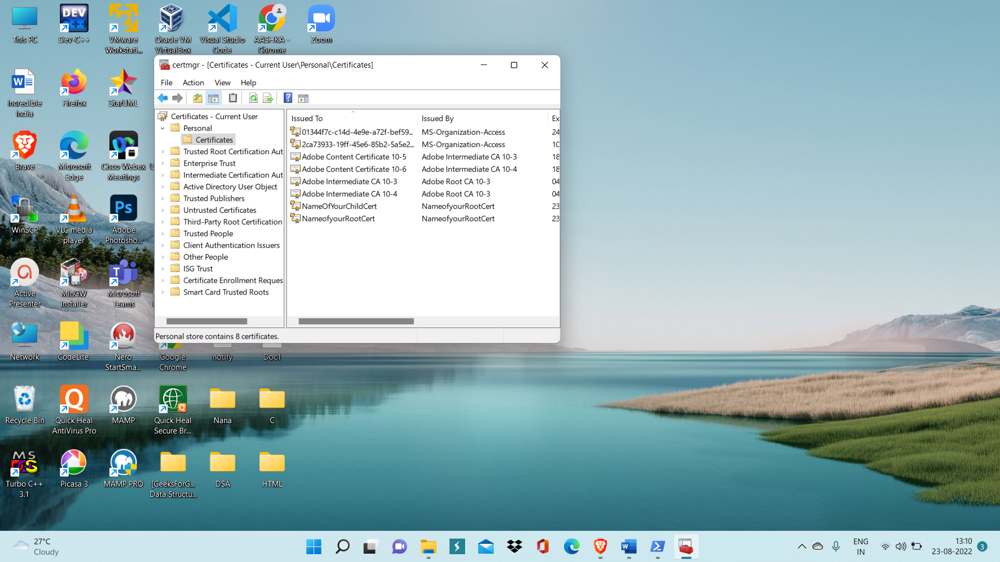 This PC
Dev-C++
VMware
Workstati...
Oracle VM
VirtualBox
Visual Studio
Code
AASHKA -
Chrome
Zoom
DEV
C++
certmgr - [Certificates - Current User\Personal\Certificates]
File Action View Help
Certificates - Current User
Personal
Certificates
Trusted Root Certification Aut
Enterprise Trust
Intermediate Certification Aut
Active Directory User Object
Trusted Publishers
Untrusted Certificates
Third-Party Root Certification
Trusted People
Client Authentication Issuers
Other People
ISG Trust
Certificate Enrollment Reques
Smart Card Trusted Roots
Issued To Issued By Ex
01344f7c-c14d-4e9e-a72f-bef59... MS-Organization-Access 24
2ca73933-19ff-45e6-85b2-5a5e2... MS-Organization-Access 10
Adobe Content Certificate 10-5 Adobe Intermediate CA 10-3 18
Adobe Content Certificate 10-6 Adobe Intermediate CA 10-4 18
Adobe Intermediate CA 10-3 Adobe Root CA 10-3 04
Adobe Intermediate CA 10-4 Adobe Root CA 10-3 04
NameOfYourChildCert NameofyourRootCert 23
NameofyourRootCert NameofyourRootCert 23
Personal store contains 8 certificates.
incredible
india
Firefox
StarUML
Brave
Microsoft
Edge
Cisco Webex
Meetings
U
WinSCP
VLC media
player
Ps
Adobe
Photosho...
Active
Presenter
MinGW
Installer
T
Microsoft
Teams
Network
CodeLite
Nero
StartSma...
Google
Chrome
notify
Doc1
Recycle Bin
Quick Heal
AntiVirus Pro
MAMP
Quick Heal
Secure Br...
Nana
C
MS
DOS
Turbo C++
3.1
Picasa 3
MAMP PRO
[GeeksForG...
Data Structu...
DSA
HTML
27°C
Cloudy
ENG
IN
13:10
23-08-2022
3